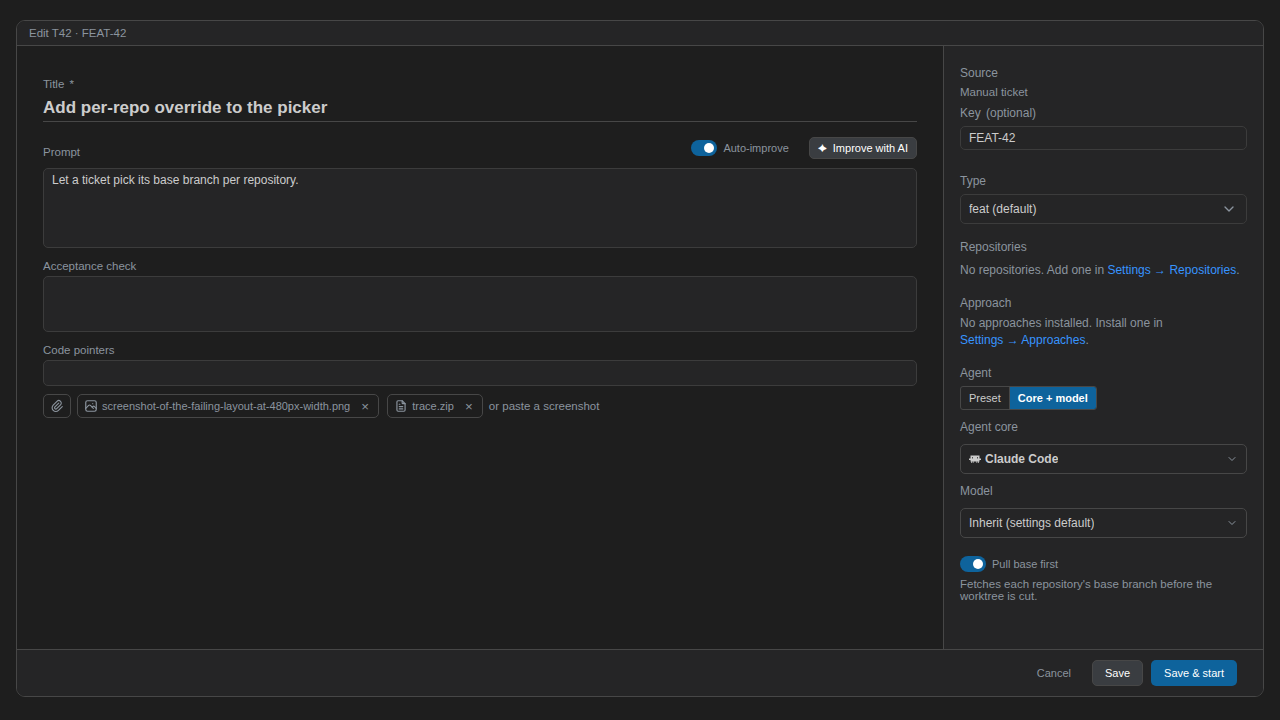 Edit T42 · FEAT-42
Title *
Add per-repo override to the picker
Prompt
Auto-improve
Improve with AI
Let a ticket pick its base branch per repository.
Acceptance check
Code pointers
screenshot-of-the-failing-layout-at-480px-width.png ×
trace.zip ×
or paste a screenshot
Source
Manual ticket
Key (optional)
FEAT-42
Type
feat (default)
Repositories
No repositories. Add one in Settings → Repositories.
Approach
No approaches installed. Install one in
Settings → Approaches.
Agent
Preset
Core + model
Agent core
Claude Code
Model
Inherit (settings default)
Pull base first
Fetches each repository's base branch before the
worktree is cut.
Cancel
Save
Save & start